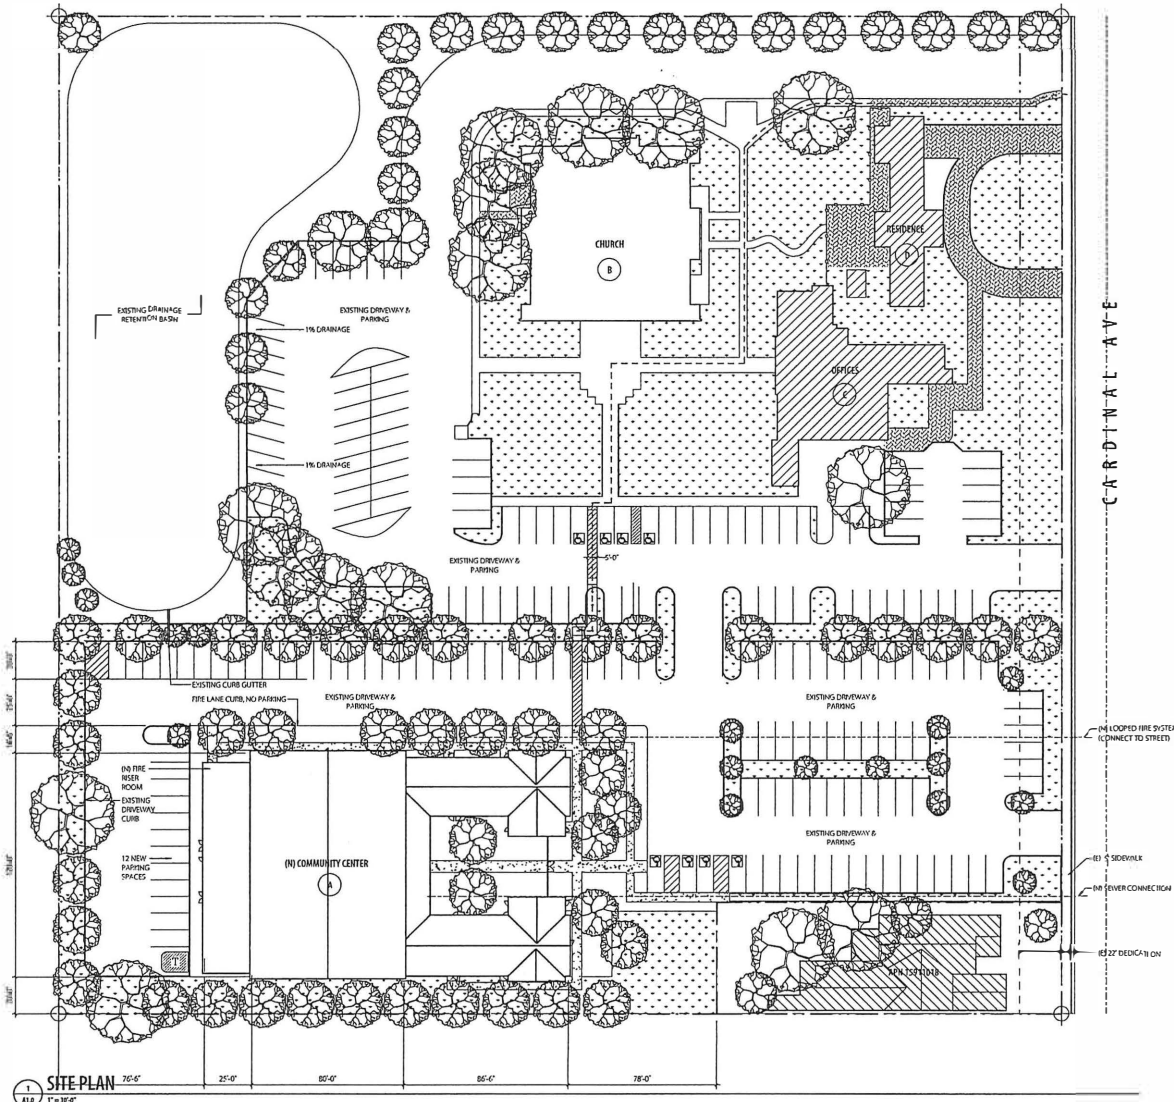 CHURCH
B
RESIDENCE
D
EXISTING DRAINAGE
RETENTION BASIN
EXISTING DRIVEWAY &
PARKING
1% DRAINAGE
OFFICES
C
CARDINAL AVE
1% DRAINAGE
EXISTING DRIVEWAY &
PARKING
5'-0"
EXISTING CURB GUTTER
FIRE LANE CURB, NO PARKING
EXISTING DRIVEWAY &
PARKING
EXISTING DRIVEWAY &
PARKING
(N) LOOPED FIRE SYSTE
(CONNECT TO STREET)
(N) FIRE
RISER
ROOM
EXISTING
DRIVEWAY
CURB
12 NEW
PARKING
SPACES
(N) COMMUNITY CENTER
A
EXISTING DRIVEWAY &
PARKING
(E) 5' SIDEWALK
(N) SEWER CONNECTION
(E) 22' DEDICATION
T
76'-6"
25'-0"
80'-0"
86'-6"
78'-0"
1
SITE PLAN